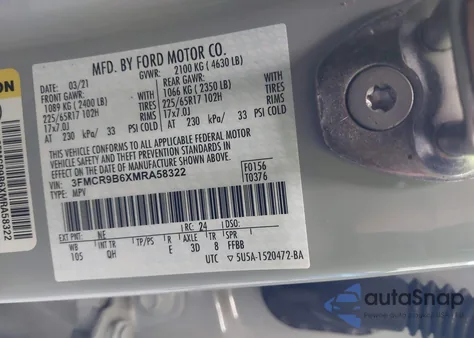 MFD. BY FORD MOTOR CO.
DATE: 03/21 GVWR: 2100 KG ( 4630 LB)
FRONT GAWR: REAR GAWR:
1089 KG ( 2400 LB) 1066 KG ( 2350 LB)
225/65R17 102H TIRES 225/65R17 102H TIRES
17x7.0J RIMS 17x7.0J RIMS
AT 230 kPa/ 33 PSI COLD AT 230 kPa/ 33 PSI COLD
THIS VEHICLE CONFORMS TO ALL APPLICABLE FEDERAL MOTOR
VEHICLE SAFETY, BUMPER, AND THEFT PREVENTION STANDARDS IN
EFFECT ON THE DATE OF MANUFACTURE SHOWN ABOVE.
VIN: 3FMCR9B6XMRA58322 F0156
TYPE: MPV T0376
EXT PNT: NE RC: 24 DSO:
WB INT TR TP/PS R AXLE TR SPR
105 QH E 3D 8 FFBB
UTC ▽5U5A-1520472-BA
autoSnap